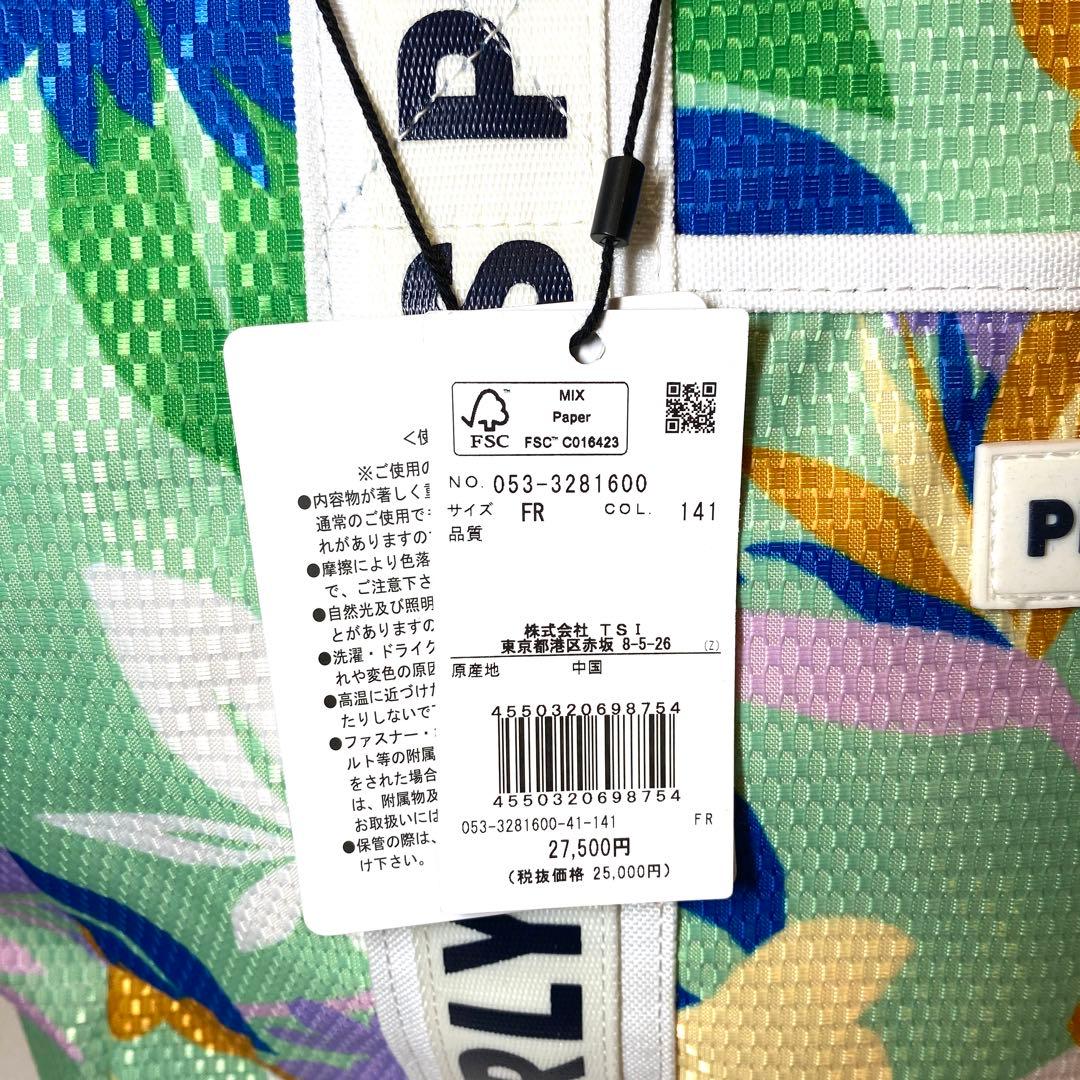 P
S
FSC™
MIX
Paper
FSC™ C016423
NO. 053-3281600
サイズ FR COL. 141
品質
株式会社 TSI
東京都港区赤坂 8-5-26 (Z)
原産地 中国
4550320698754
4550320698754
053-3281600-41-141 FR
27,500円
(税抜価格 25,000円)
<使
※ご使用の
●内容物が著しく重
通常のご使用で
れがありますの
●摩擦により色落
で、ご注意下さ
●自然光及び照明
とがありますの
●洗濯・ドライク
れや変色の原因
●高温に近づけた
たりしないで下
●ファスナー・
ルト等の附属
をされた場合
は、附属物及
お取扱いには
●保管の際は、
け下さい。
P
RLY